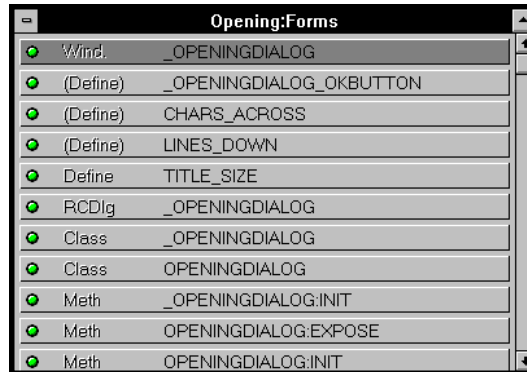 Opening:Forms
Wind. _OPENINGDIALOG
(Define) _OPENINGDIALOG_OKBUTTON
(Define) CHARS_ACROSS
(Define) LINES_DOWN
Define TITLE_SIZE
RCDlg _OPENINGDIALOG
Class _OPENINGDIALOG
Class OPENINGDIALOG
Meth _OPENINGDIALOG:INIT
Meth OPENINGDIALOG:EXPOSE
Meth OPENINGDIALOG:INIT